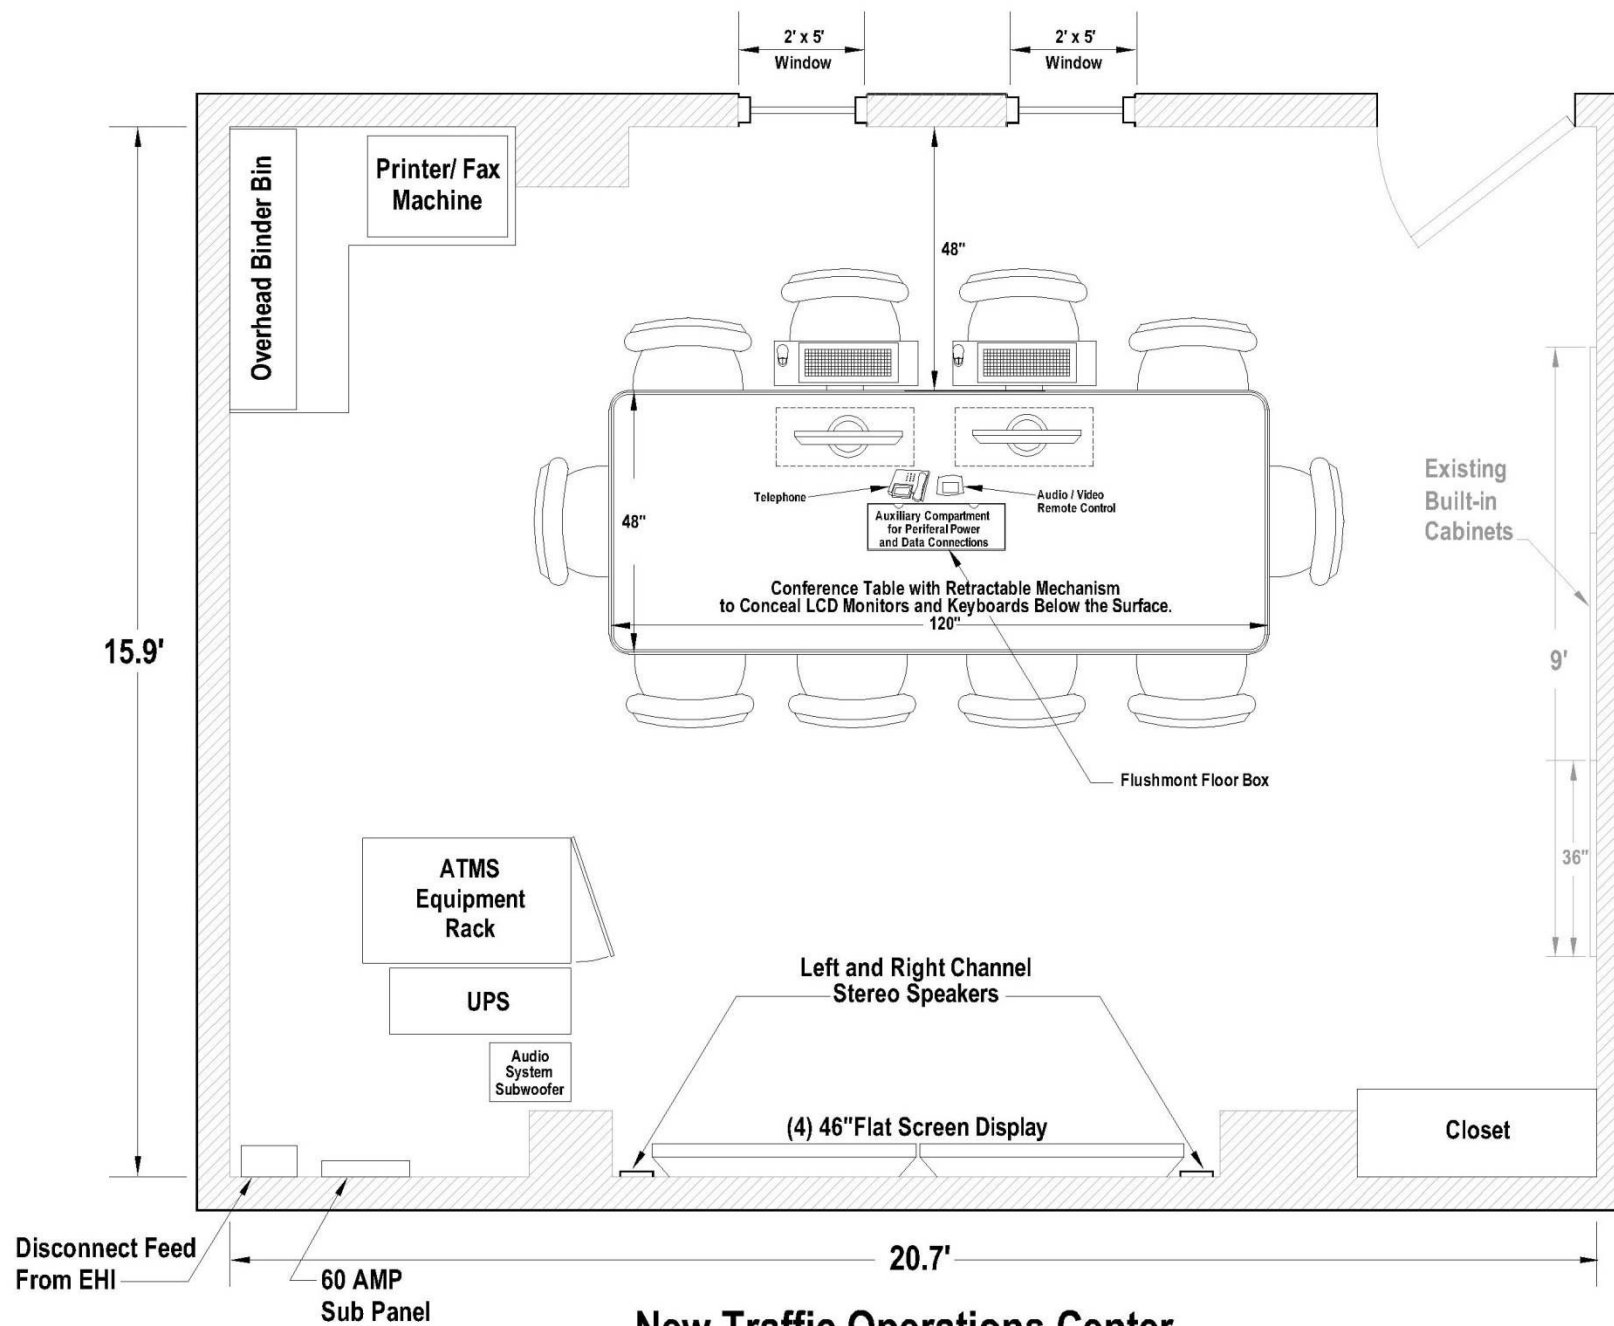 2' x 5'
Window
2' x 5'
Window
Overhead Binder Bin
Printer/ Fax
Machine
48"
15.9'
48"
Telephone
Audio / Video
Remote Control
Auxiliary Compartment
for Periferal Power
and Data Connections
Conference Table with Retractable Mechanism
to Conceal LCD Monitors and Keyboards Below the Surface.
120"
Existing
Built-in
Cabinets
9'
36"
Flushmont Floor Box
ATMS
Equipment
Rack
UPS
Audio
System
Subwoofer
Left and Right Channel
Stereo Speakers
(4) 46"Flat Screen Display
Closet
Disconnect Feed
From EHI
60 AMP
Sub Panel
20.7'
New Traffic Operations Center